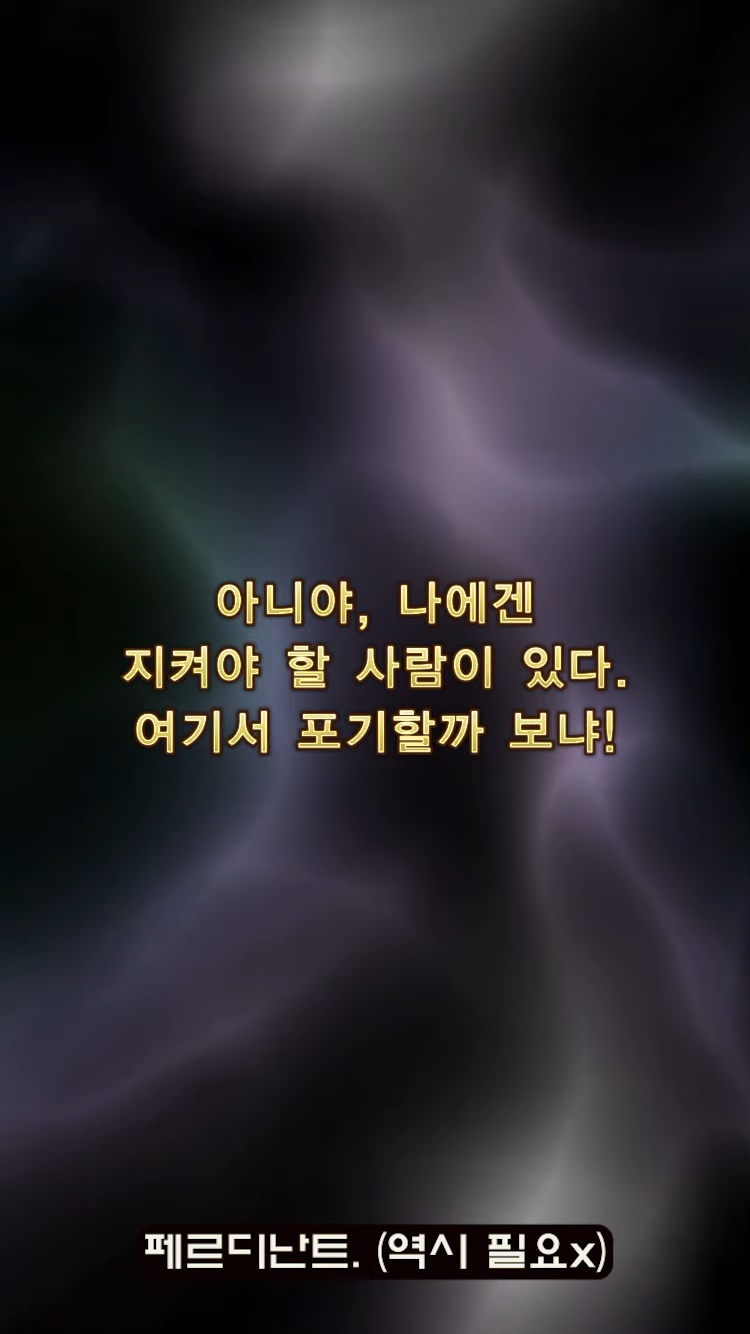 아니야, 나에겐
지켜야 할 사람이 있다.
여기서 포기할까 보냐!
페르디난트. (역시 필요x)